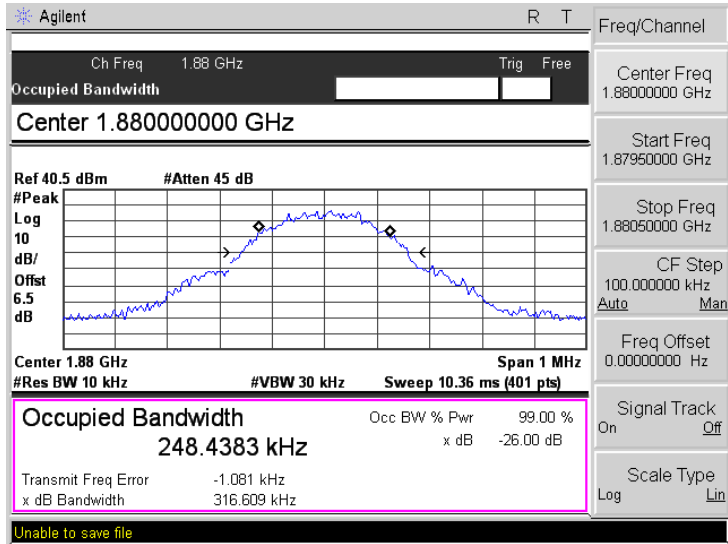 Agilent R T
Freq/Channel
Ch Freq 1.88 GHz Trig Free
Occupied Bandwidth
Center 1.880000000 GHz
Ref 40.5 dBm #Atten 45 dB
#Peak
Log
10
dB/
Offst
6.5
dB
Center 1.88 GHz Span 1 MHz
#Res BW 10 kHz #VBW 30 kHz Sweep 10.36 ms (401 pts)
Occupied Bandwidth Occ BW % Pwr 99.00 %
248.4383 kHz x dB -26.00 dB
Transmit Freq Error -1.081 kHz
x dB Bandwidth 316.609 kHz
Unable to save file
Center Freq
1.88000000 GHz
Start Freq
1.87950000 GHz
Stop Freq
1.88050000 GHz
CF Step
100.000000 kHz
Auto Man
Freq Offset
0.00000000 Hz
Signal Track
On Off
Scale Type
Log Lin